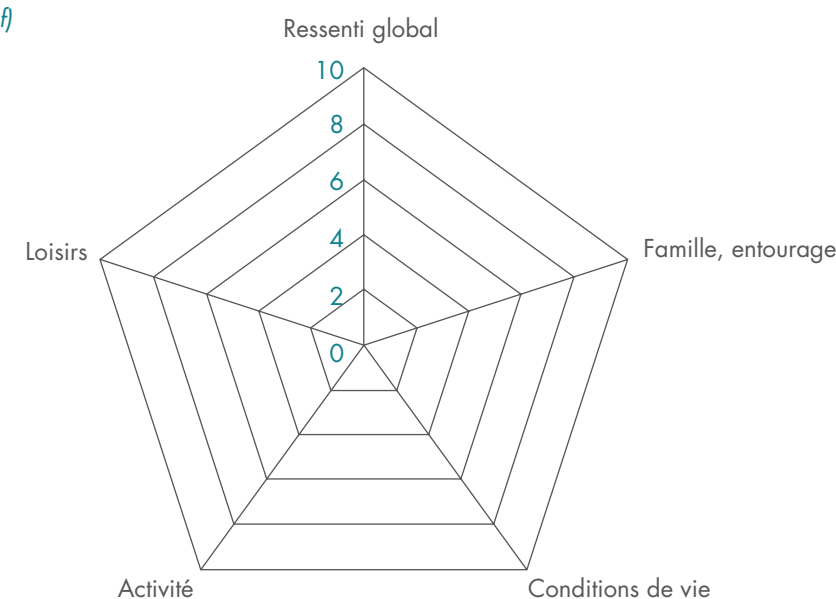 f)
Ressenti global
10
8
6
4
2
0
Loisirs
Famille, entourage
Activité
Conditions de vie